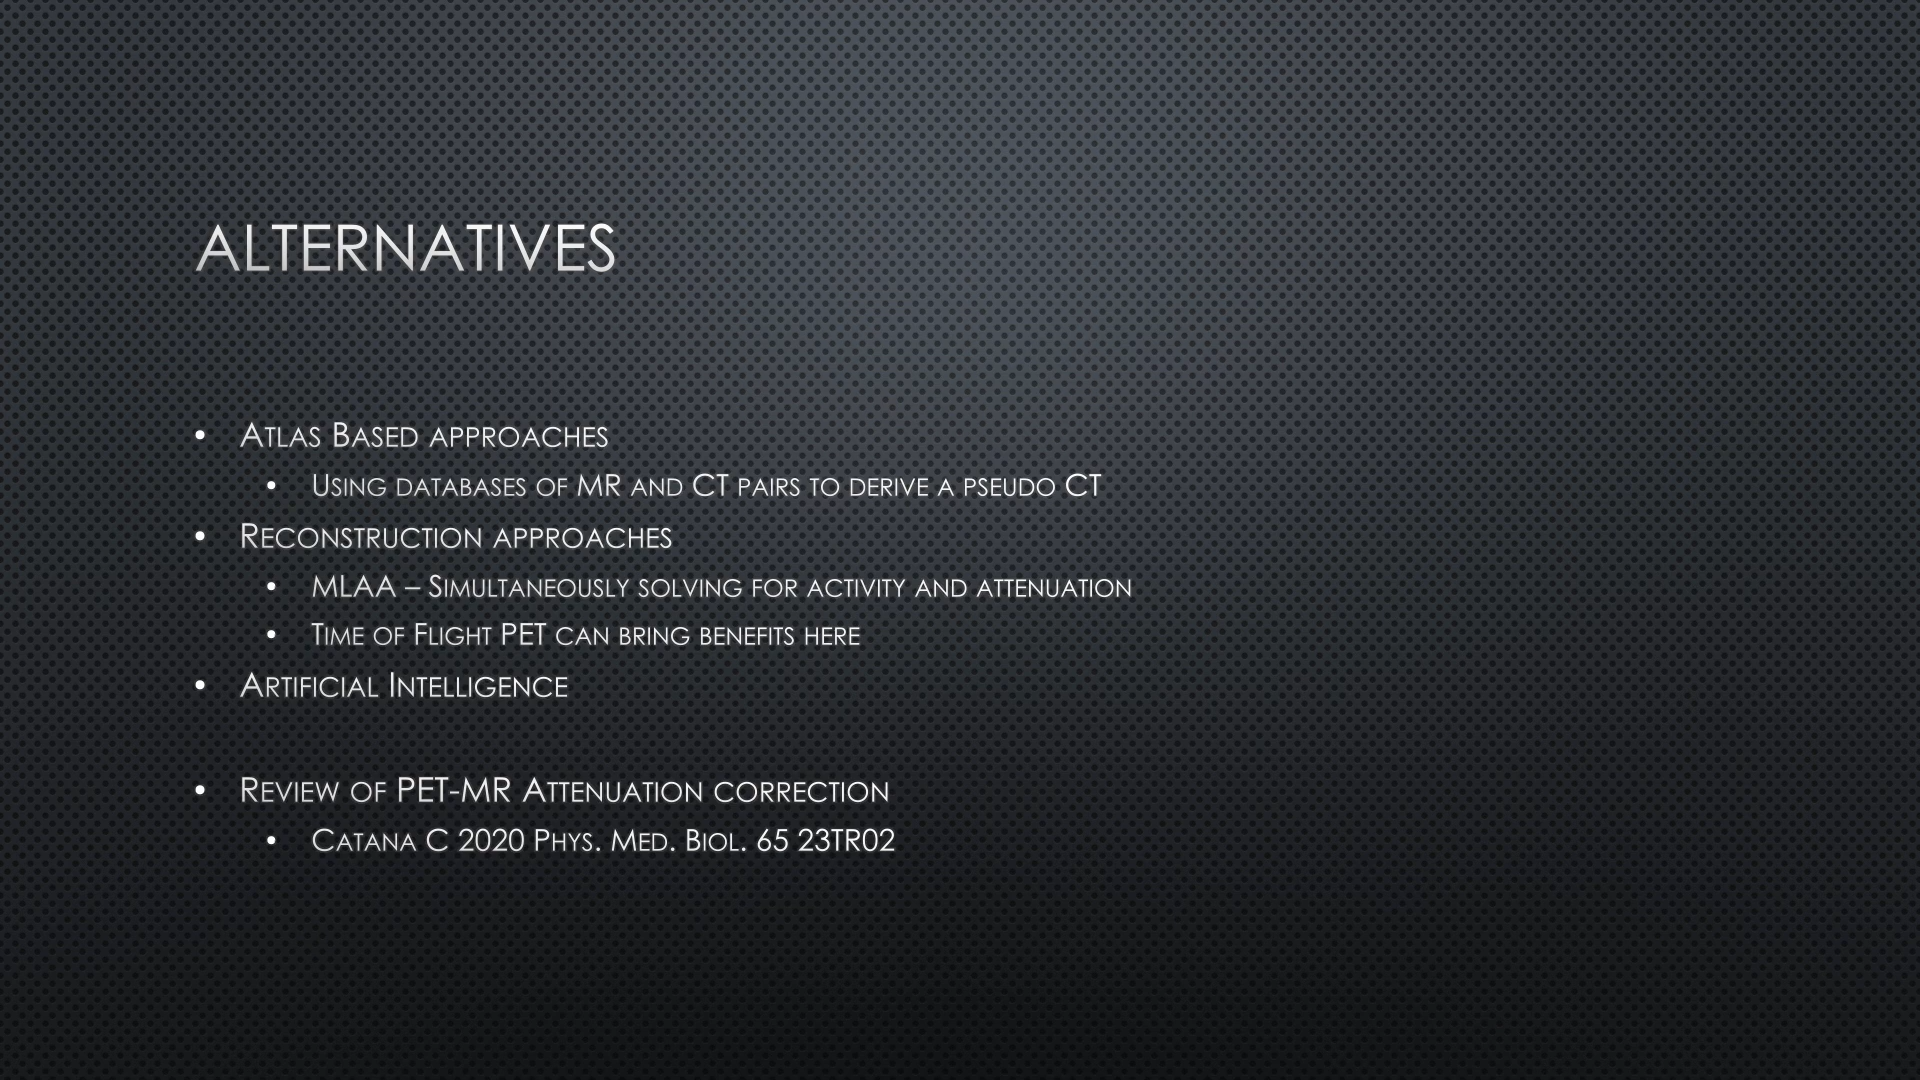 ALTERNATIVES
• Atlas Based approaches
• Using databases of MR and CT pairs to derive a pseudo CT
• Reconstruction approaches
• MLAA – Simultaneously solving for activity and attenuation
• Time of Flight PET can bring benefits here
• Artificial Intelligence
• Review of PET-MR Attenuation correction
• Catana C 2020 Phys. Med. Biol. 65 23TR02